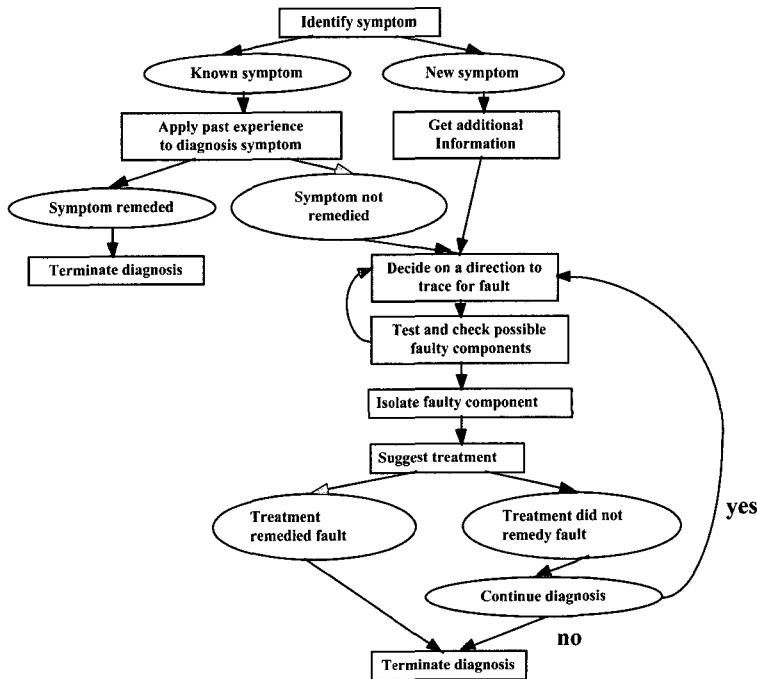 Identify symptom
Known symptom
New symptom
Apply past experience
to diagnosis symptom
Get additional
Information
Symptom remeded
Symptom not
remedied
Terminate diagnosis
Decide on a direction to
trace for fault
Test and check possible
faulty components
Isolate faulty component
Suggest treatment
Treatment
remedied fault
Treatment did not
remedy fault
yes
Continue diagnosis
no
Terminate diagnosis